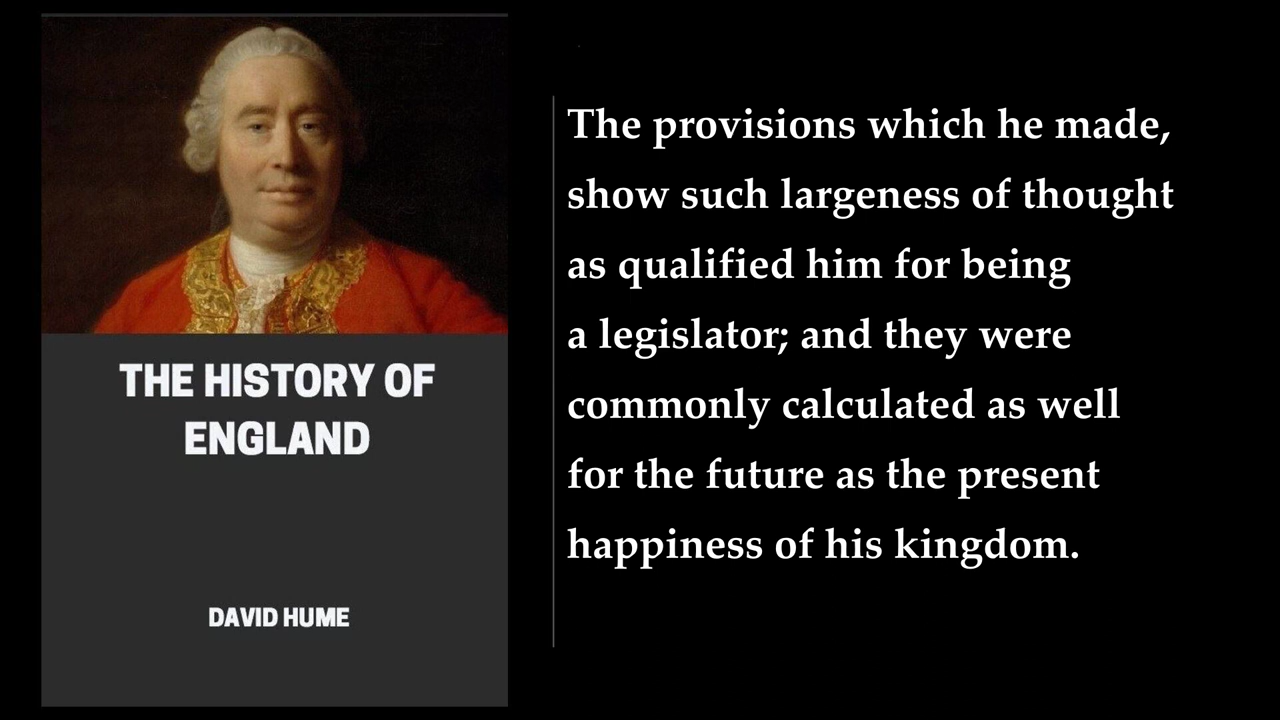 THE HISTORY OF
ENGLAND
DAVID HUME
The provisions which he made,
show such largeness of thought
as qualified him for being
a legislator; and they were
commonly calculated as well
for the future as the present
happiness of his kingdom.